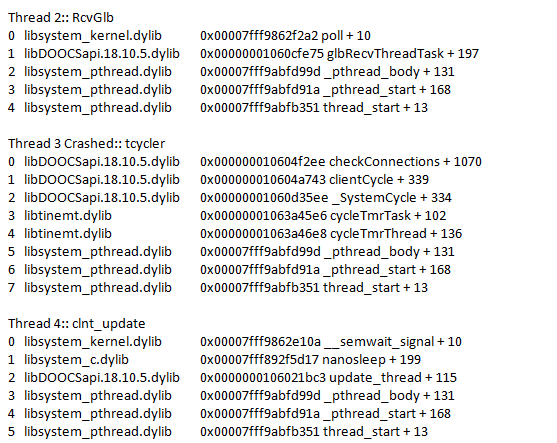 Thread 2:: RcvGlb
0 libsystem_kernel.dylib 0x00007fff9862f2a2 poll + 10
1 libDOOCSapi.18.10.5.dylib 0x00000001060cfe75 glbRecvThreadTask + 197
2 libsystem_pthread.dylib 0x00007fff9abfd99d _pthread_body + 131
3 libsystem_pthread.dylib 0x00007fff9abfd91a _pthread_start + 168
4 libsystem_pthread.dylib 0x00007fff9abfb351 thread_start + 13
Thread 3 Crashed:: tcycler
0 libDOOCSapi.18.10.5.dylib 0x000000010604f2ee checkConnections + 1070
1 libDOOCSapi.18.10.5.dylib 0x000000010604a743 clientCycle + 339
2 libDOOCSapi.18.10.5.dylib 0x00000001060d35ee _SystemCycle + 334
3 libtinemt.dylib 0x00000001063a45e6 cycleTmrTask + 102
4 libtinemt.dylib 0x00000001063a46e8 cycleTmrThread + 136
5 libsystem_pthread.dylib 0x00007fff9abfd99d _pthread_body + 131
6 libsystem_pthread.dylib 0x00007fff9abfd91a _pthread_start + 168
7 libsystem_pthread.dylib 0x00007fff9abfb351 thread_start + 13
Thread 4:: clnt_update
0 libsystem_kernel.dylib 0x00007fff9862e10a __semwait_signal + 10
1 libsystem_c.dylib 0x00007fff892f5d17 nanosleep + 199
2 libDOOCSapi.18.10.5.dylib 0x0000000106021bc3 update_thread + 115
3 libsystem_pthread.dylib 0x00007fff9abfd99d _pthread_body + 131
4 libsystem_pthread.dylib 0x00007fff9abfd91a _pthread_start + 168
5 libsystem_pthread.dylib 0x00007fff9abfb351 thread_start + 13